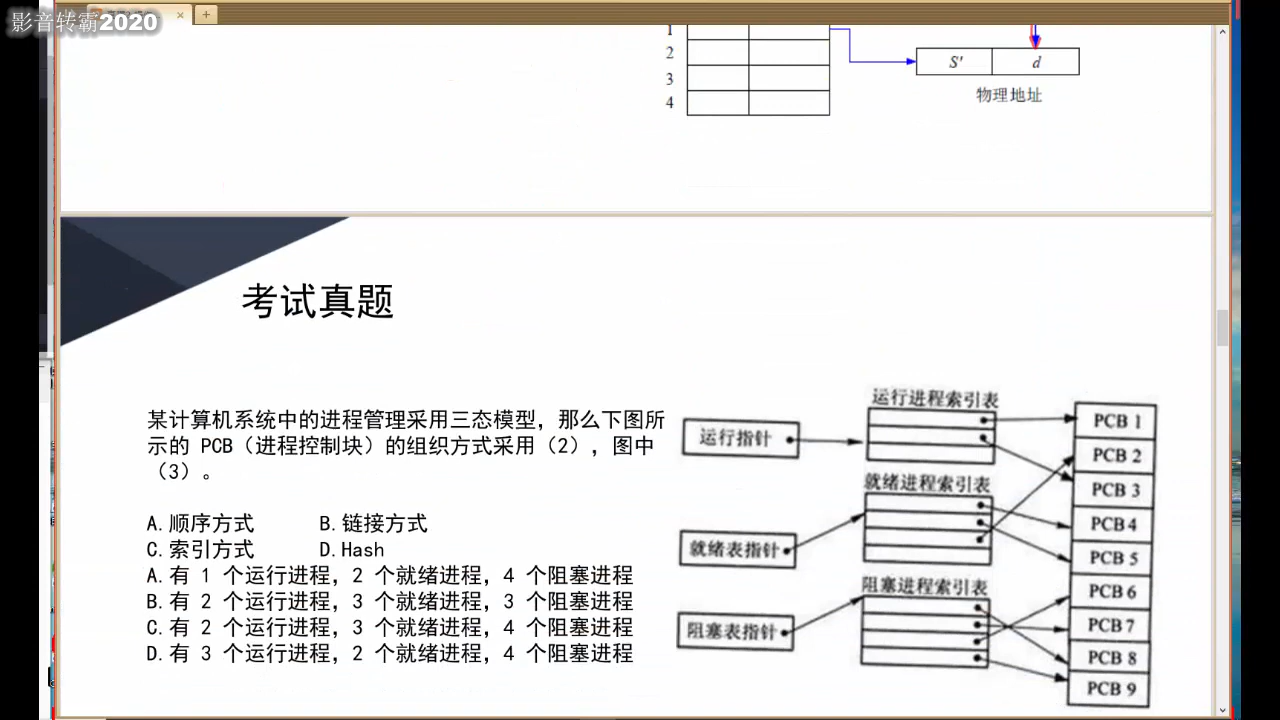 影音转霸2020
+
1
2
3
4
S' d
物理地址
考试真题
某计算机系统中的进程管理采用三态模型，那么下图所
示的 PCB（进程控制块）的组织方式采用（2），图中
（3）。
A.顺序方式 B.链接方式
C.索引方式 D.Hash
A.有 1 个运行进程，2 个就绪进程，4 个阻塞进程
B.有 2 个运行进程，3 个就绪进程，3 个阻塞进程
C.有 2 个运行进程，3 个就绪进程，4 个阻塞进程
D.有 3 个运行进程，2 个就绪进程，4 个阻塞进程
运行进程索引表
运行指针
就绪进程索引表
就绪表指针
阻塞进程索引表
阻塞表指针
PCB 1
PCB 2
PCB 3
PCB 4
PCB 5
PCB 6
PCB 7
PCB 8
PCB 9